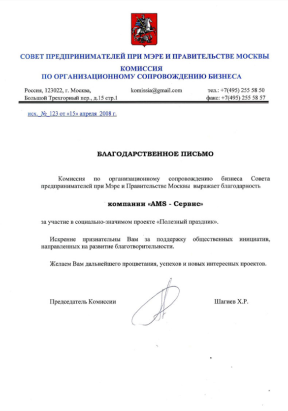 СОВЕТ ПРЕДПРИНИМАТЕЛЕЙ ПРИ МЭРЕ И ПРАВИТЕЛЬСТВЕ МОСКВЫ
КОМИССИЯ
ПО ОРГАНИЗАЦИОННОМУ СОПРОВОЖДЕНИЮ БИЗНЕСА
Россия, 123022, г. Москва, komissia@gmail.com тел.: +7(495) 255 58 50
Большой Трехгорный пер., д.15 стр.1 факс: +7(495) 255 58 57
исх. №_123 от «15» апреля 2008 г.
БЛАГОДАРСТВЕННОЕ ПИСЬМО
Комиссия по организационному сопровождению бизнеса Совета
предпринимателей при Мэре и Правительстве Москвы выражает благодарность
компании «AMS - Сервис»
за участие в социально-значимом проекте «Полезный праздник».
Искренне признательны Вам за поддержку общественных инициатив,
направленных на развитие благотворительности.
Желаем Вам дальнейшего процветания, успехов и новых интересных проектов.
Председатель Комиссии Шагиев Х.Р.